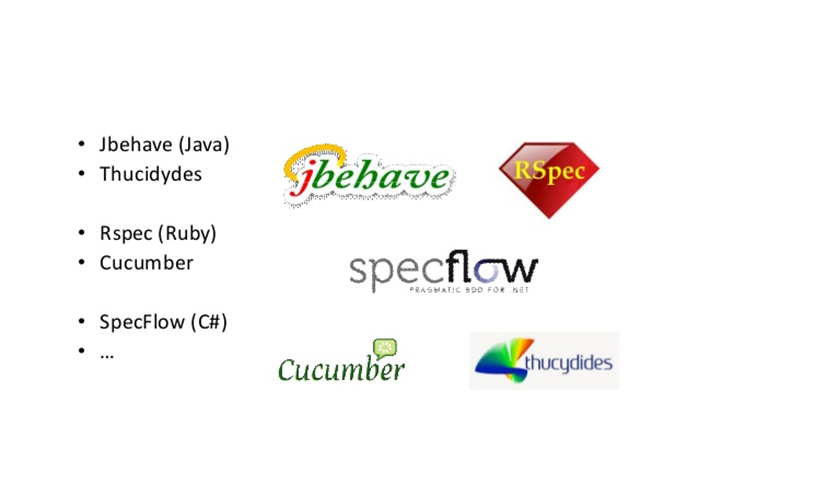 • Jbehave (Java)
• Thucidydes
• Rspec (Ruby)
• Cucumber
• SpecFlow (C#)
• ...
jbehave
RSpec
specflow
PRAGMATIC BDD FOR .NET
Cucumber
thucydides